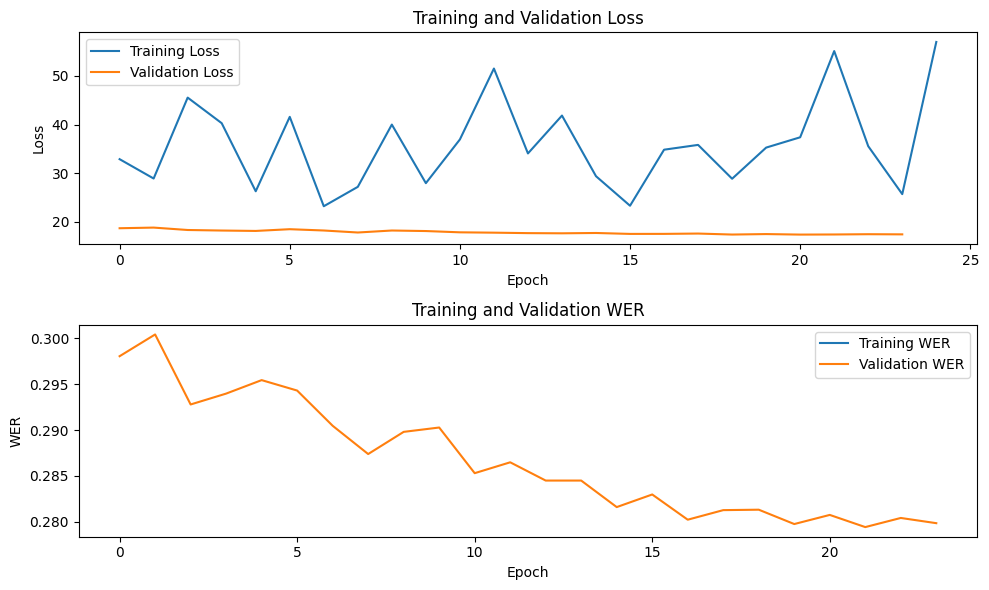 Training and Validation Loss
Training Loss
Validation Loss
Loss
50
40
30
20
0
5
10
15
20
25
Epoch
Training and Validation WER
Training WER
Validation WER
WER
0.300
0.295
0.290
0.285
0.280
0
5
10
15
20
Epoch